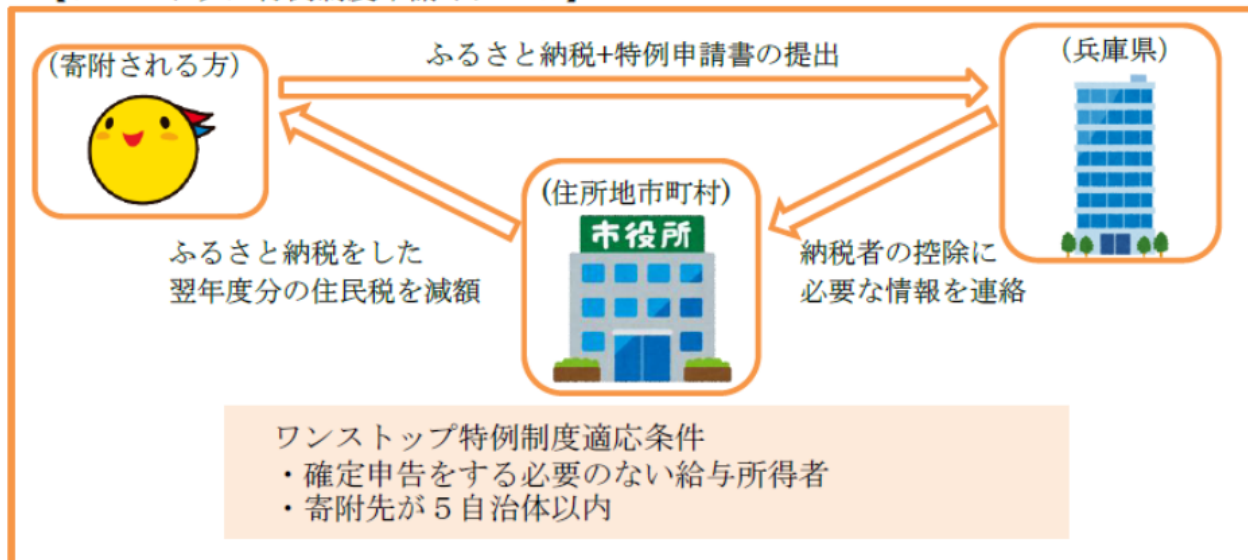 ふるさと納税+特例申請書の提出
(寄附される方)
(兵庫県)
(住所地市町村)
市役所
ふるさと納税をした
翌年度分の住民税を減額
納税者の控除に
必要な情報を連絡
ワンストップ特例制度適応条件
・確定申告をする必要のない給与所得者
・寄附先が５自治体以内